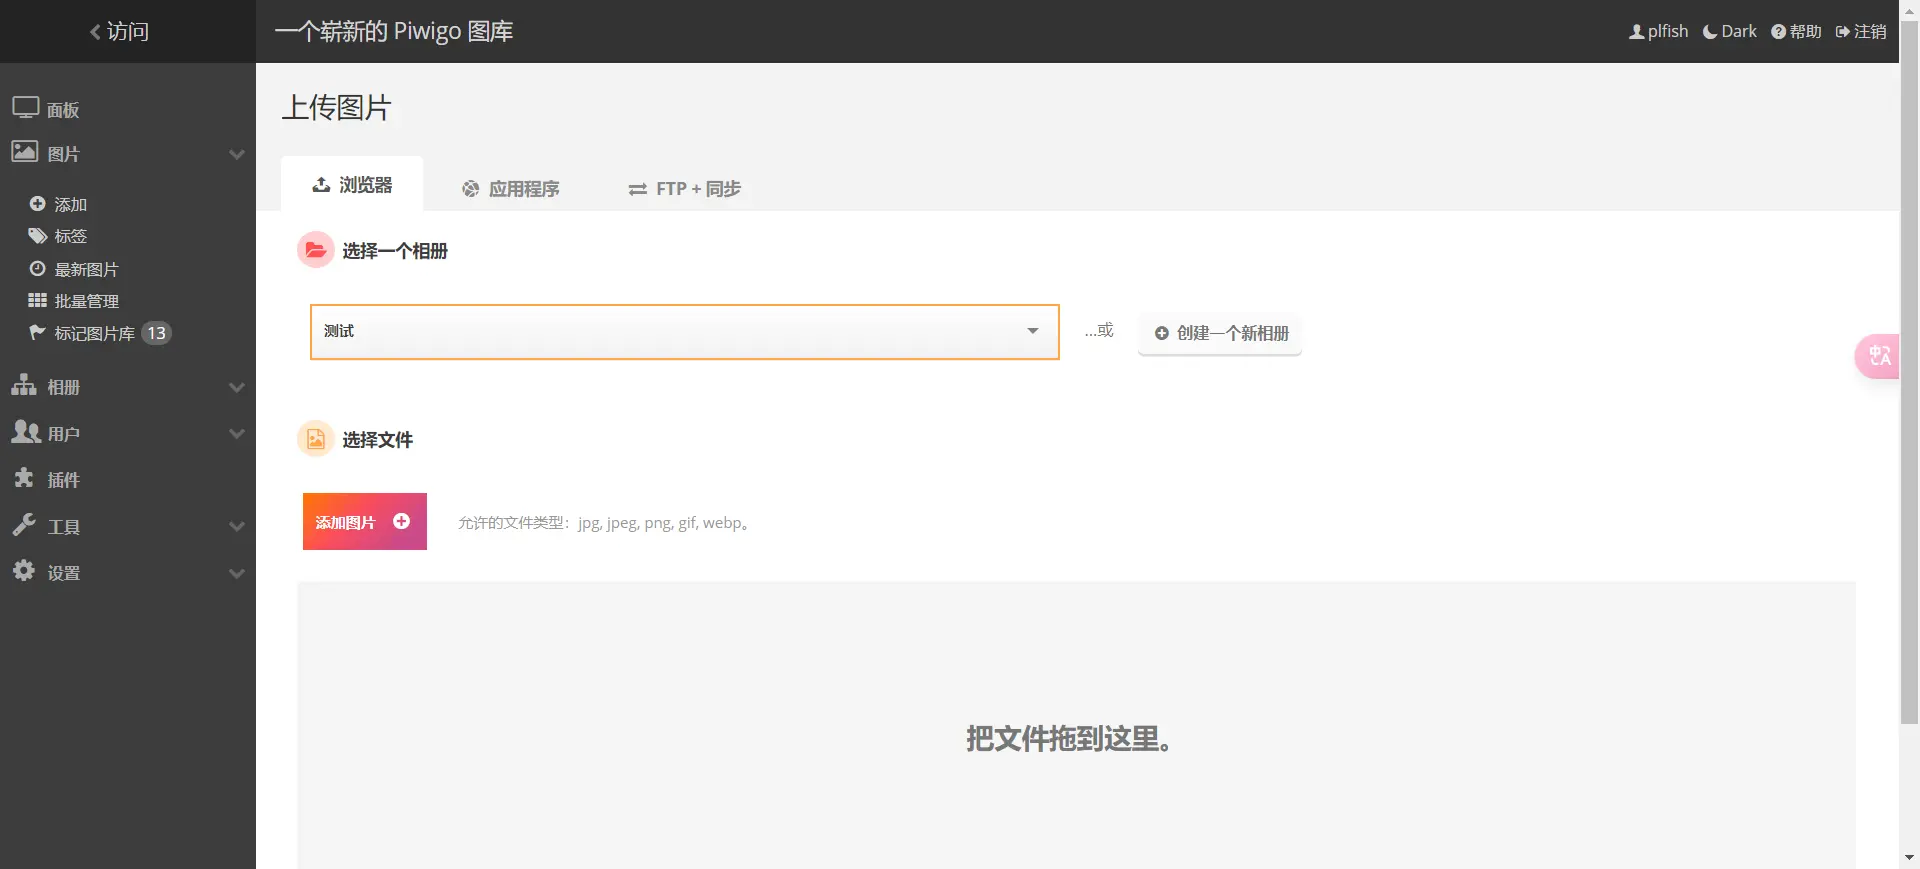 访问
一个崭新的 Piwigo 图库
plfish
Dark
帮助
注销
面板
图片
添加
标签
最新图片
批量管理
标记图片库 13
相册
用户
插件
工具
设置
上传图片
浏览器
应用程序
FTP + 同步
选择一个相册
测试
...或
创建一个新相册
选择文件
添加图片
允许的文件类型：jpg, jpeg, png, gif, webp。
把文件拖到这里。
中 A